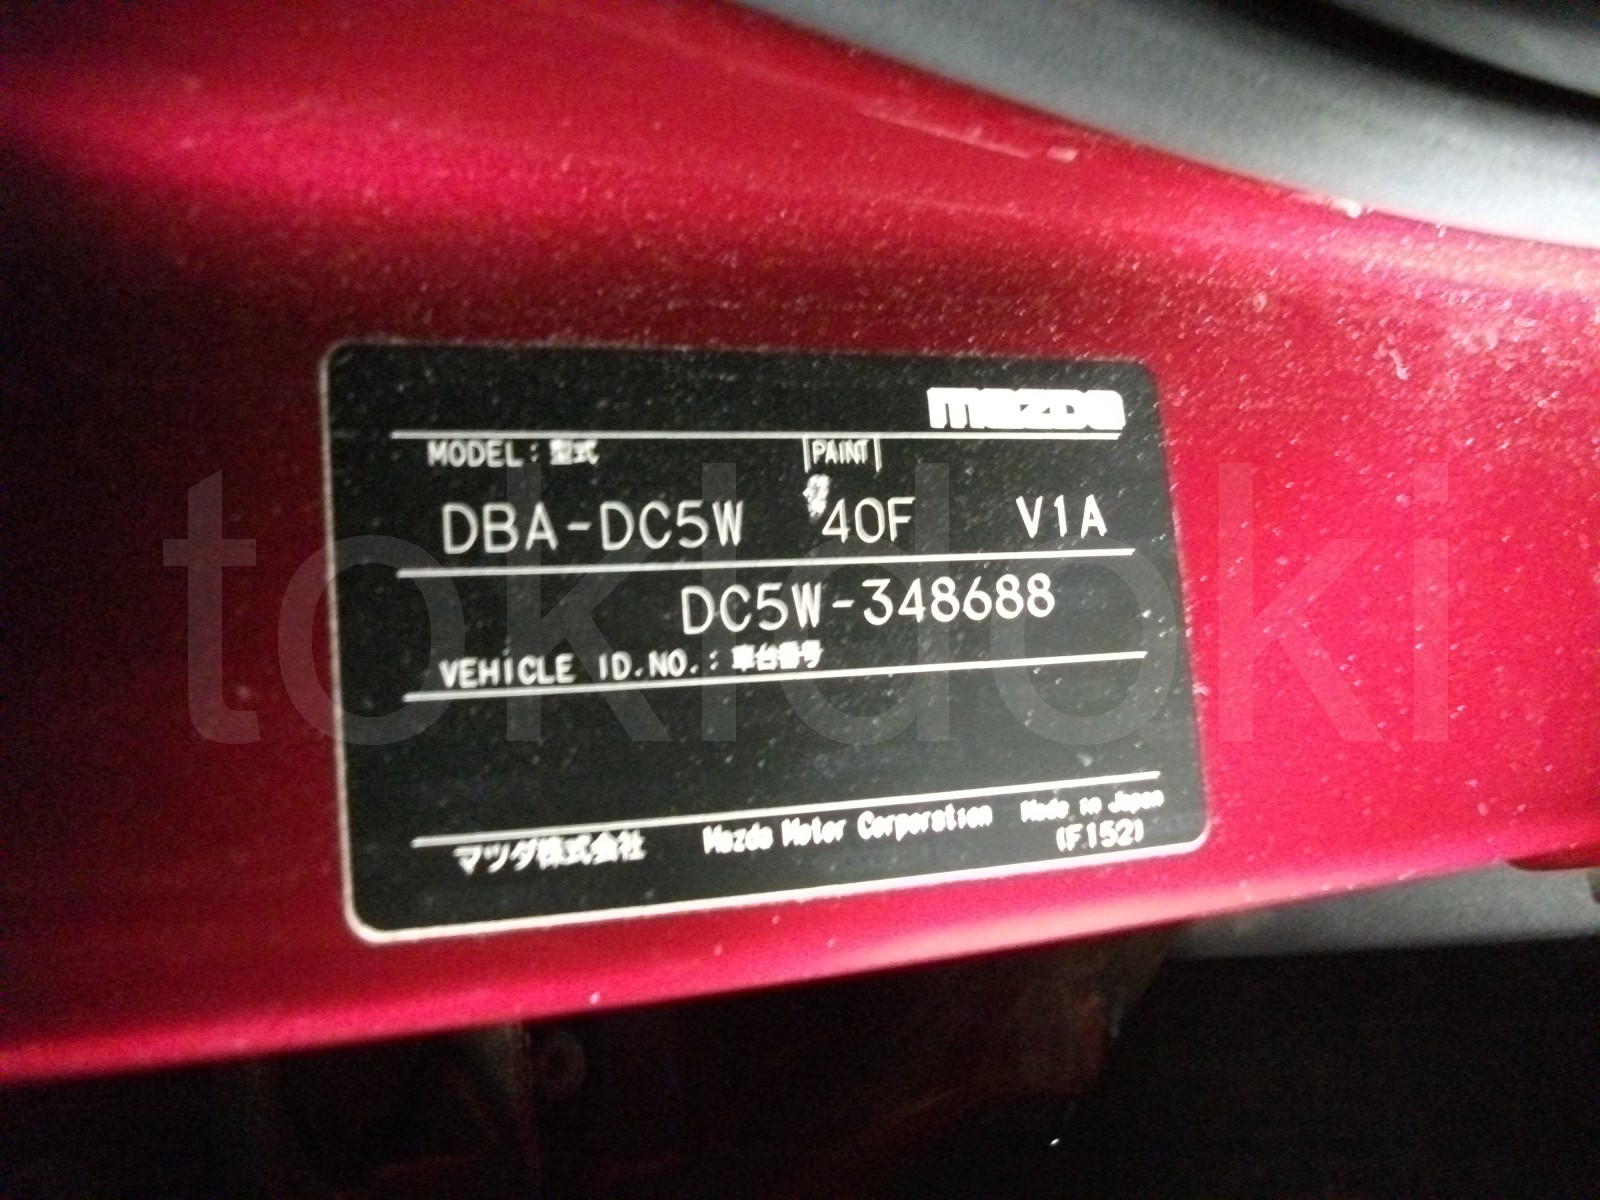 mazda
MODEL : 型式 PAINT
DBA-DC5W 40F V1A
DC5W-348688
VEHICLE ID.NO. : 車台番号
マツダ株式会社 Mazda Motor Corporation Made in Japan
(F152)
tokidoki